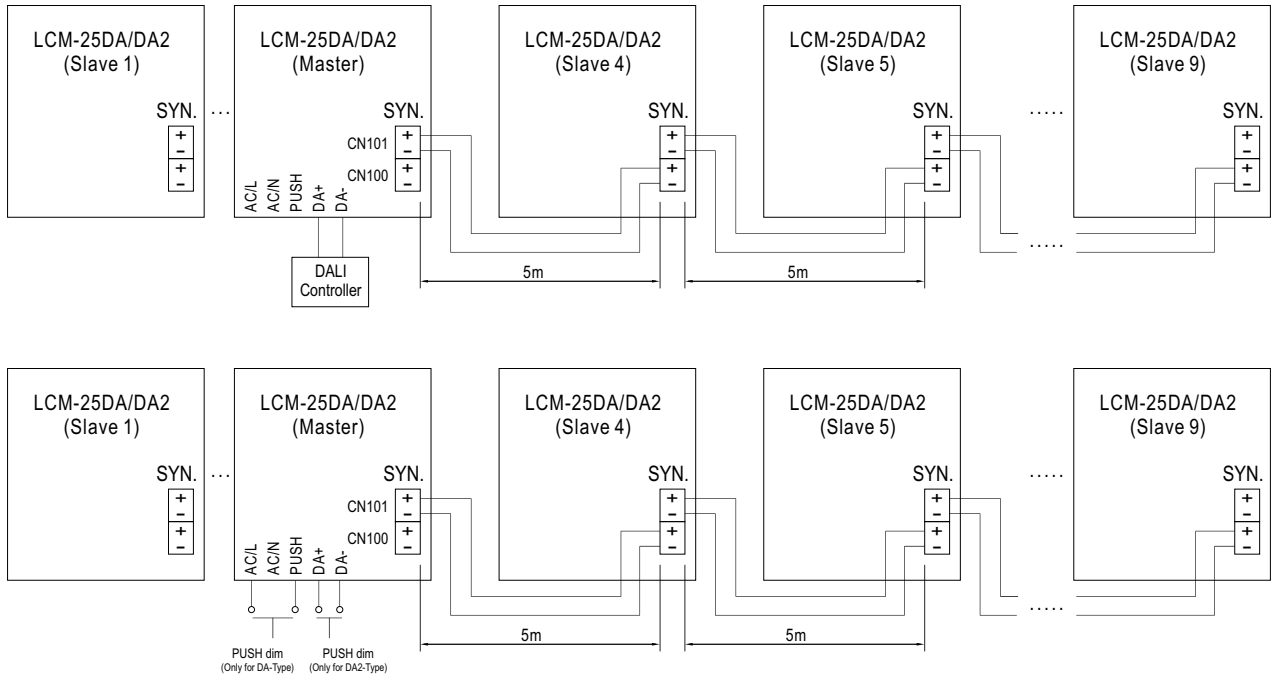 LCM-25DA/DA2
(Slave 1)
SYN.
+
-
+
-
...
LCM-25DA/DA2
(Master)
SYN.
CN101
+
-
CN100
+
-
AC/L
AC/N
PUSH
DA+
DA-
DALI
Controller
LCM-25DA/DA2
(Slave 4)
SYN.
+
-
+
-
5m
LCM-25DA/DA2
(Slave 5)
SYN.
+
-
+
-
5m
.....
.....
LCM-25DA/DA2
(Slave 9)
SYN.
+
-
+
-
LCM-25DA/DA2
(Slave 1)
SYN.
+
-
+
-
...
LCM-25DA/DA2
(Master)
SYN.
CN101
+
-
CN100
+
-
AC/L
AC/N
PUSH
DA+
DA-
PUSH dim
(Only for DA-Type)
PUSH dim
(Only for DA2-Type)
LCM-25DA/DA2
(Slave 4)
SYN.
+
-
+
-
5m
LCM-25DA/DA2
(Slave 5)
SYN.
+
-
+
-
5m
.....
.....
LCM-25DA/DA2
(Slave 9)
SYN.
+
-
+
-